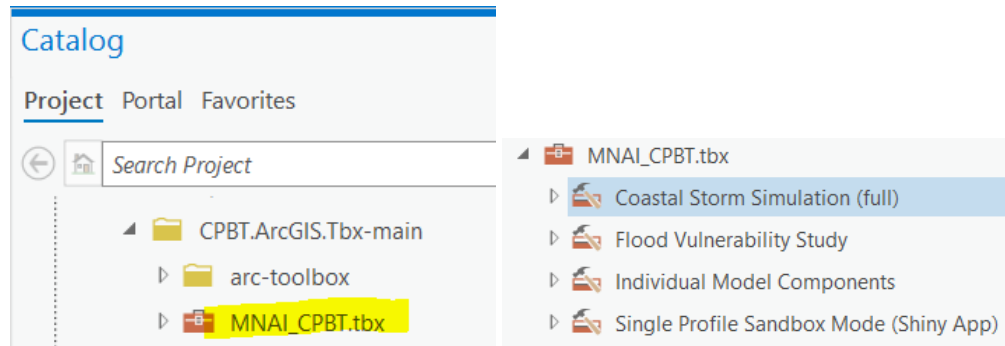 Catalog
Project Portal Favorites
Search Project
CPBT.ArcGIS.Tbx-main
arc-toolbox
MNAI_CPBT.tbx
MNAI_CPBT.tbx
Coastal Storm Simulation (full)
Flood Vulnerability Study
Individual Model Components
Single Profile Sandbox Mode (Shiny App)